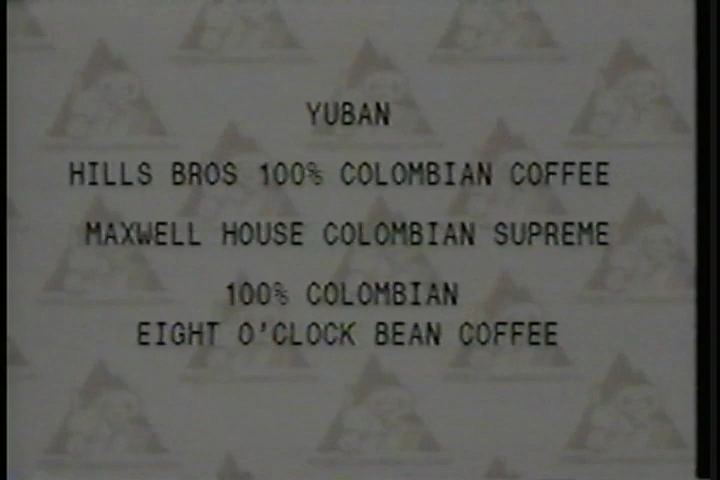 YUBAN
HILLS BROS 100% COLOMBIAN COFFEE
MAXWELL HOUSE COLOMBIAN SUPREME
100% COLOMBIAN
EIGHT O'CLOCK BEAN COFFEE